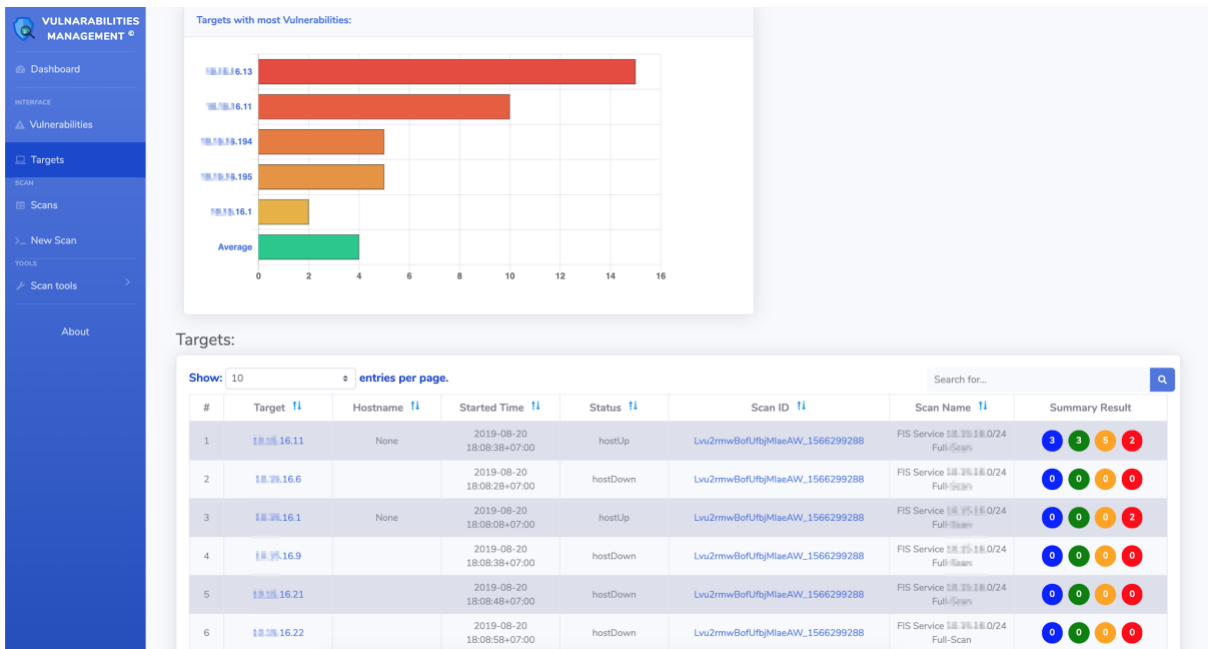 VULNARABILITIES
MANAGEMENT ©
Dashboard
INTERFACE
Vulnerabilities
Targets
SCAN
Scans
New Scan
TOOLS
Scan tools
About
Targets with most Vulnerabilities:
6.13
16.11
.194
.195
.16.1
Average
0 2 4 6 8 10 12 14 16
Targets:
Show: 10 entries per page.
Search for...
# Target Hostname Started Time Status Scan ID Scan Name Summary Result
1 .16.11 None 2019-08-20 18:08:38+07:00 hostUp Lvu2rmwBofUfbjMlaeAW_1566299288 FIS Service .0/24 Full-Scan 3 3 5 2
2 .16.6 2019-08-20 18:08:28+07:00 hostDown Lvu2rmwBofUfbjMlaeAW_1566299288 FIS Service .0/24 Full-Scan 0 0 0 0
3 .16.1 None 2019-08-20 18:08:08+07:00 hostUp Lvu2rmwBofUfbjMlaeAW_1566299288 FIS Service .0/24 Full 0 0 0 2
4 .16.9 2019-08-20 18:08:38+07:00 hostDown Lvu2rmwBofUfbjMlaeAW_1566299288 FIS Service .0/24 Full 0 0 0 0
5 .16.21 2019-08-20 18:08:48+07:00 hostDown Lvu2rmwBofUfbjMlaeAW_1566299288 FIS Service .0/24 Full-Scan 0 0 0 0
6 .16.22 2019-08-20 18:08:58+07:00 hostDown Lvu2rmwBofUfbjMlaeAW_1566299288 FIS Service .0/24 Full-Scan 0 0 0 0